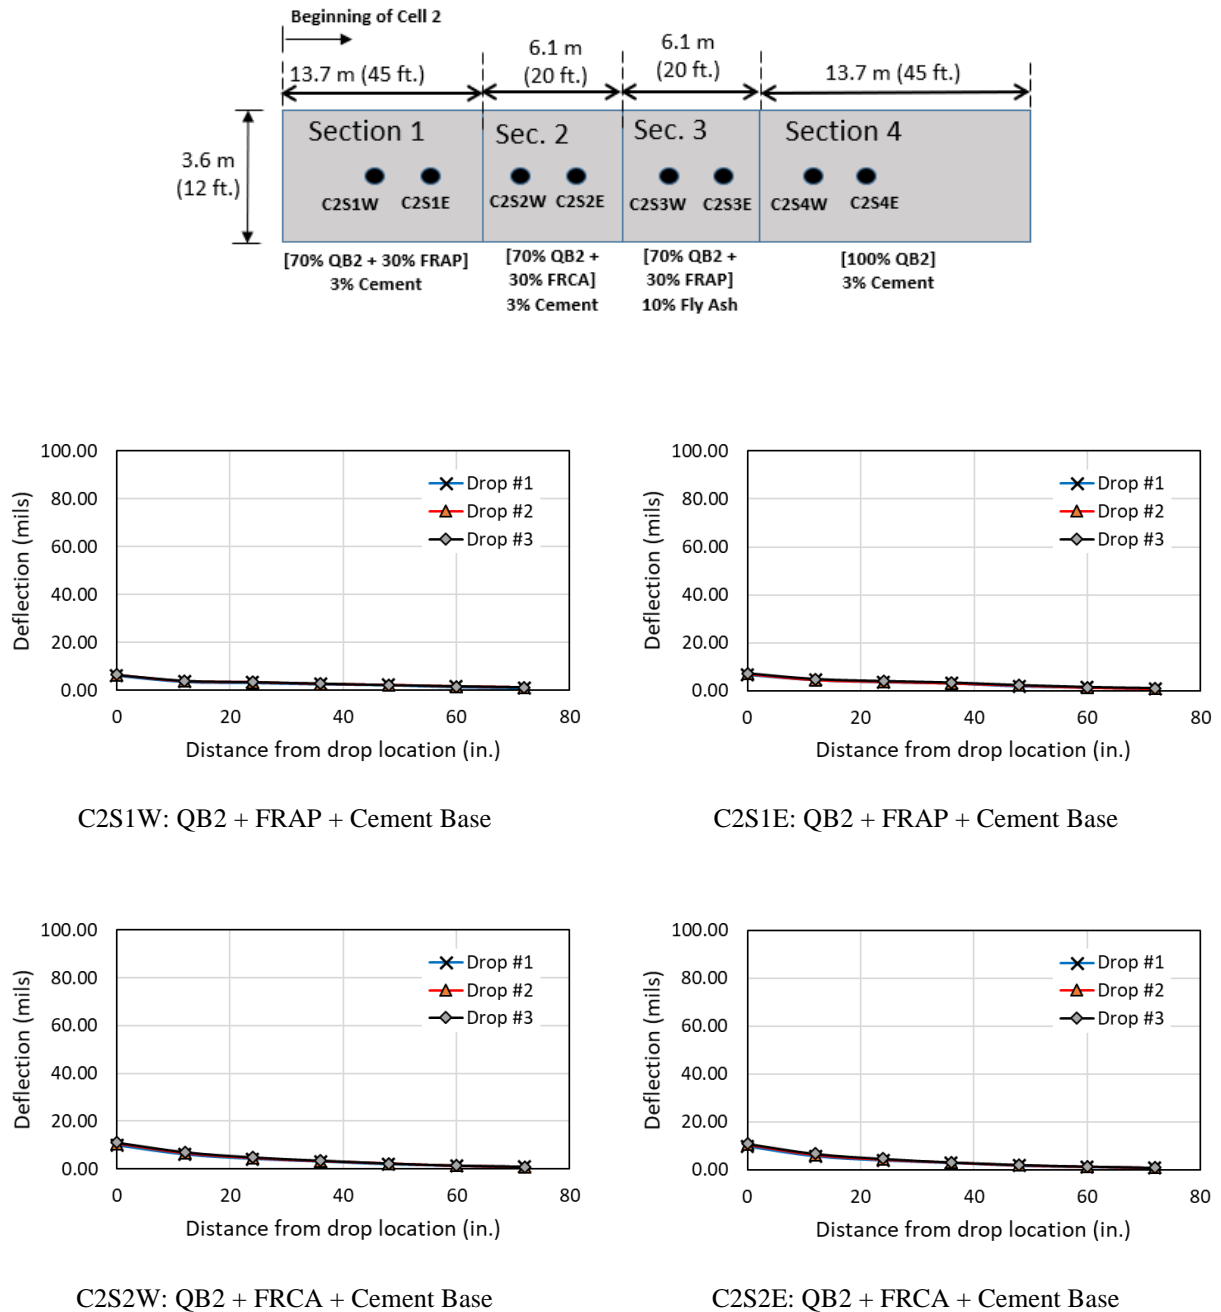 Beginning of Cell 2
13.7 m (45 ft.)
6.1 m
(20 ft.)
6.1 m
(20 ft.)
13.7 m (45 ft.)
3.6 m
(12 ft.)
Section 1
Sec. 2
Sec. 3
Section 4
C2S1W
C2S1E
C2S2W
C2S2E
C2S3W
C2S3E
C2S4W
C2S4E
[70% QB2 + 30% FRAP]
3% Cement
[70% QB2 +
30% FRCA]
3% Cement
[70% QB2 +
30% FRAP]
10% Fly Ash
[100% QB2]
3% Cement
Deflection (mils)
100.00
80.00
60.00
40.00
20.00
0.00
Drop #1
Drop #2
Drop #3
0 20 40 60 80
Distance from drop location (in.)
C2S1W: QB2 + FRAP + Cement Base
Deflection (mils)
100.00
80.00
60.00
40.00
20.00
0.00
Drop #1
Drop #2
Drop #3
0 20 40 60 80
Distance from drop location (in.)
C2S1E: QB2 + FRAP + Cement Base
Deflection (mils)
100.00
80.00
60.00
40.00
20.00
0.00
Drop #1
Drop #2
Drop #3
0 20 40 60 80
Distance from drop location (in.)
C2S2W: QB2 + FRCA + Cement Base
Deflection (mils)
100.00
80.00
60.00
40.00
20.00
0.00
Drop #1
Drop #2
Drop #3
0 20 40 60 80
Distance from drop location (in.)
C2S2E: QB2 + FRCA + Cement Base